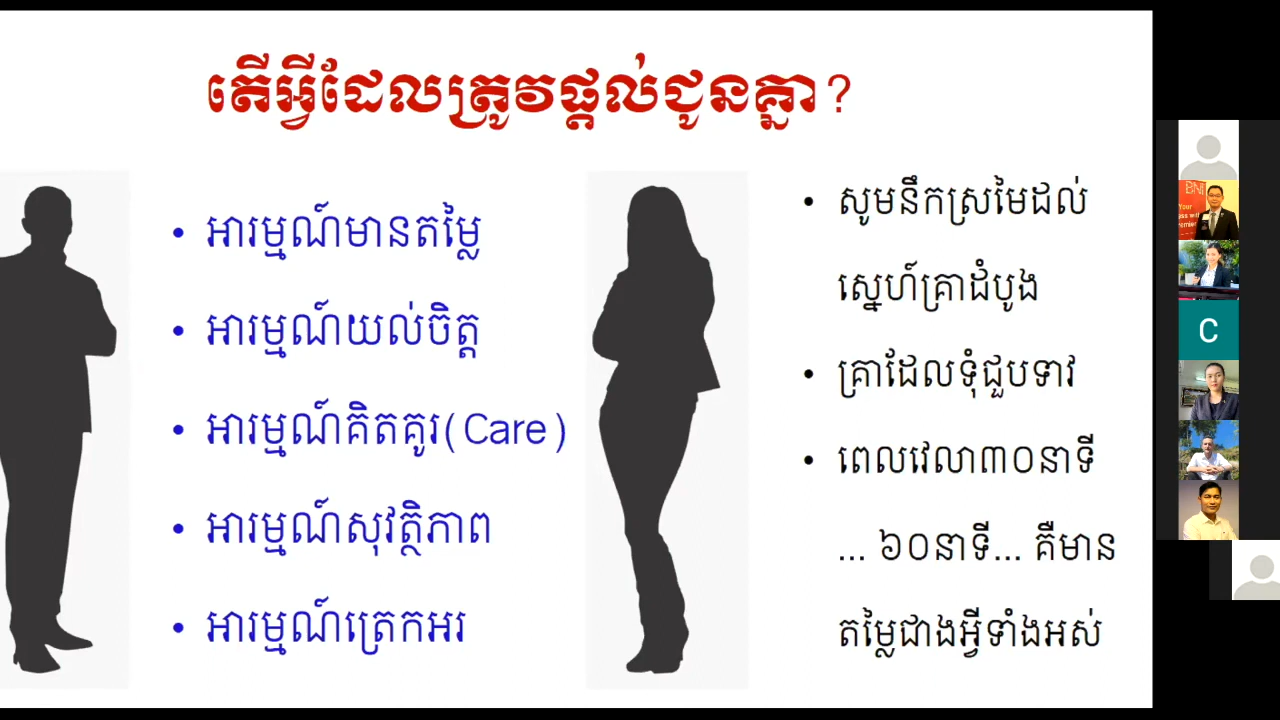 តើអ្វីដែលត្រូវផ្តល់ជូនគ្នា?
• អារម្មណ៍មានតម្លៃ
• អារម្មណ៍យល់ចិត្ត
• អារម្មណ៍គិតគូរ(Care)
• អារម្មណ៍សុវត្ថិភាព
• អារម្មណ៍ត្រេកអរ
• សូមនឹកស្រមៃដល់
ស្នេហ៍គ្រាដំបូង
• គ្រាដែលទុំជួបទាវ
• ពេលវេលា៣០នាទី
... ៦០នាទី... គឺមាន
តម្លៃជាងអ្វីទាំងអស់
BNI
Your
C